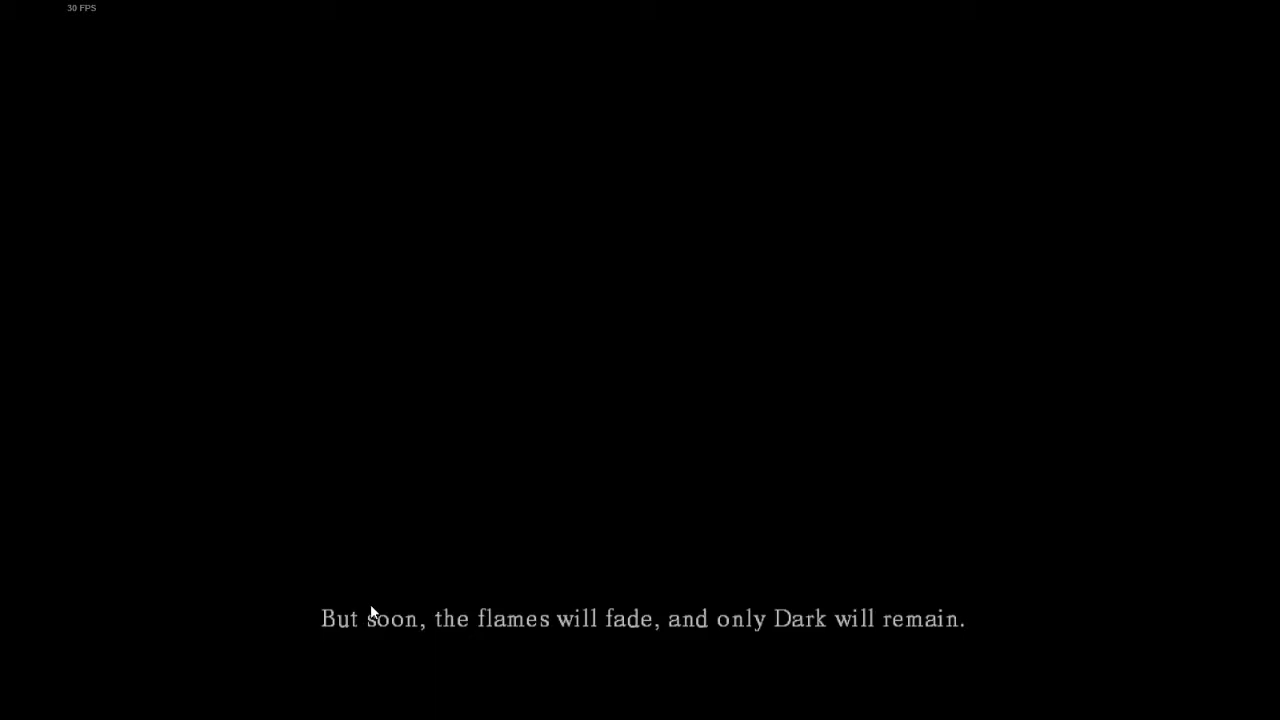 30 FPS
But soon, the flames will fade, and only Dark will remain.